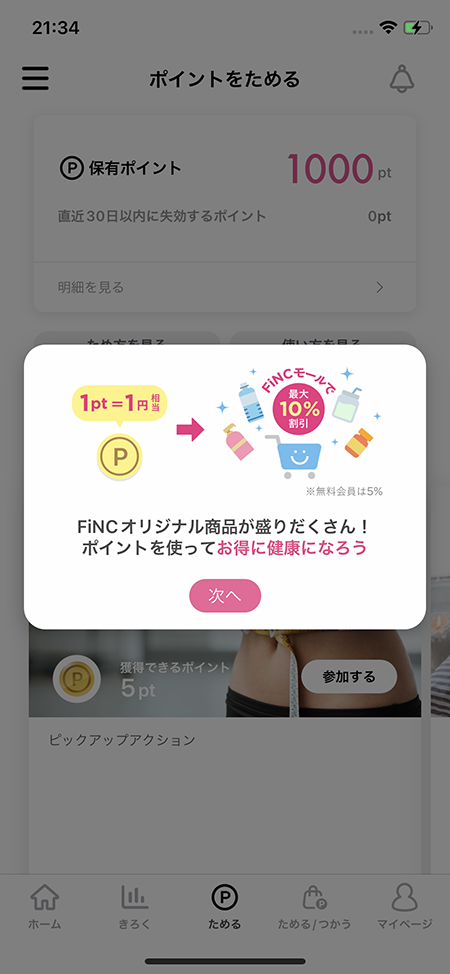 21:34
ポイントをためる
P 保有ポイント
1000 pt
直近30日以内に失効するポイント
0pt
明細を見る
ため方を見る
使い方を見る
1pt=1円相当
P
FiNCモールで
最大
10%
割引
※無料会員は5%
FiNCオリジナル商品が盛りだくさん！
ポイントを使ってお得に健康になろう
次へ
P
獲得できるポイント
5 pt
参加する
ピックアップアクション
ホーム
きろく
P
ためる
P
ためる/つかう
マイページ